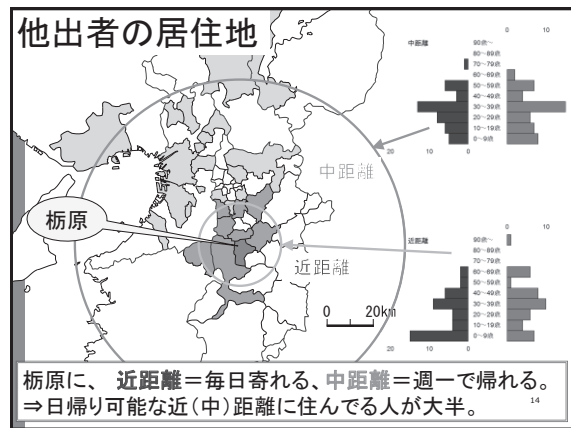 他出者の居住地
中距離
90歳～
80～89歳
70～79歳
60～69歳
50～59歳
40～49歳
30～39歳
20～29歳
10～19歳
0～9歳
0 10
20 10 0
中距離
栃原
近距離
0 20km
近距離
90歳～
80～89歳
70～79歳
60～69歳
50～59歳
40～49歳
30～39歳
20～29歳
10～19歳
0～9歳
0 10
20 10 0
栃原に、 近距離＝毎日寄れる、中距離＝週一で帰れる。
⇒日帰り可能な近（中）距離に住んでる人が大半。
14